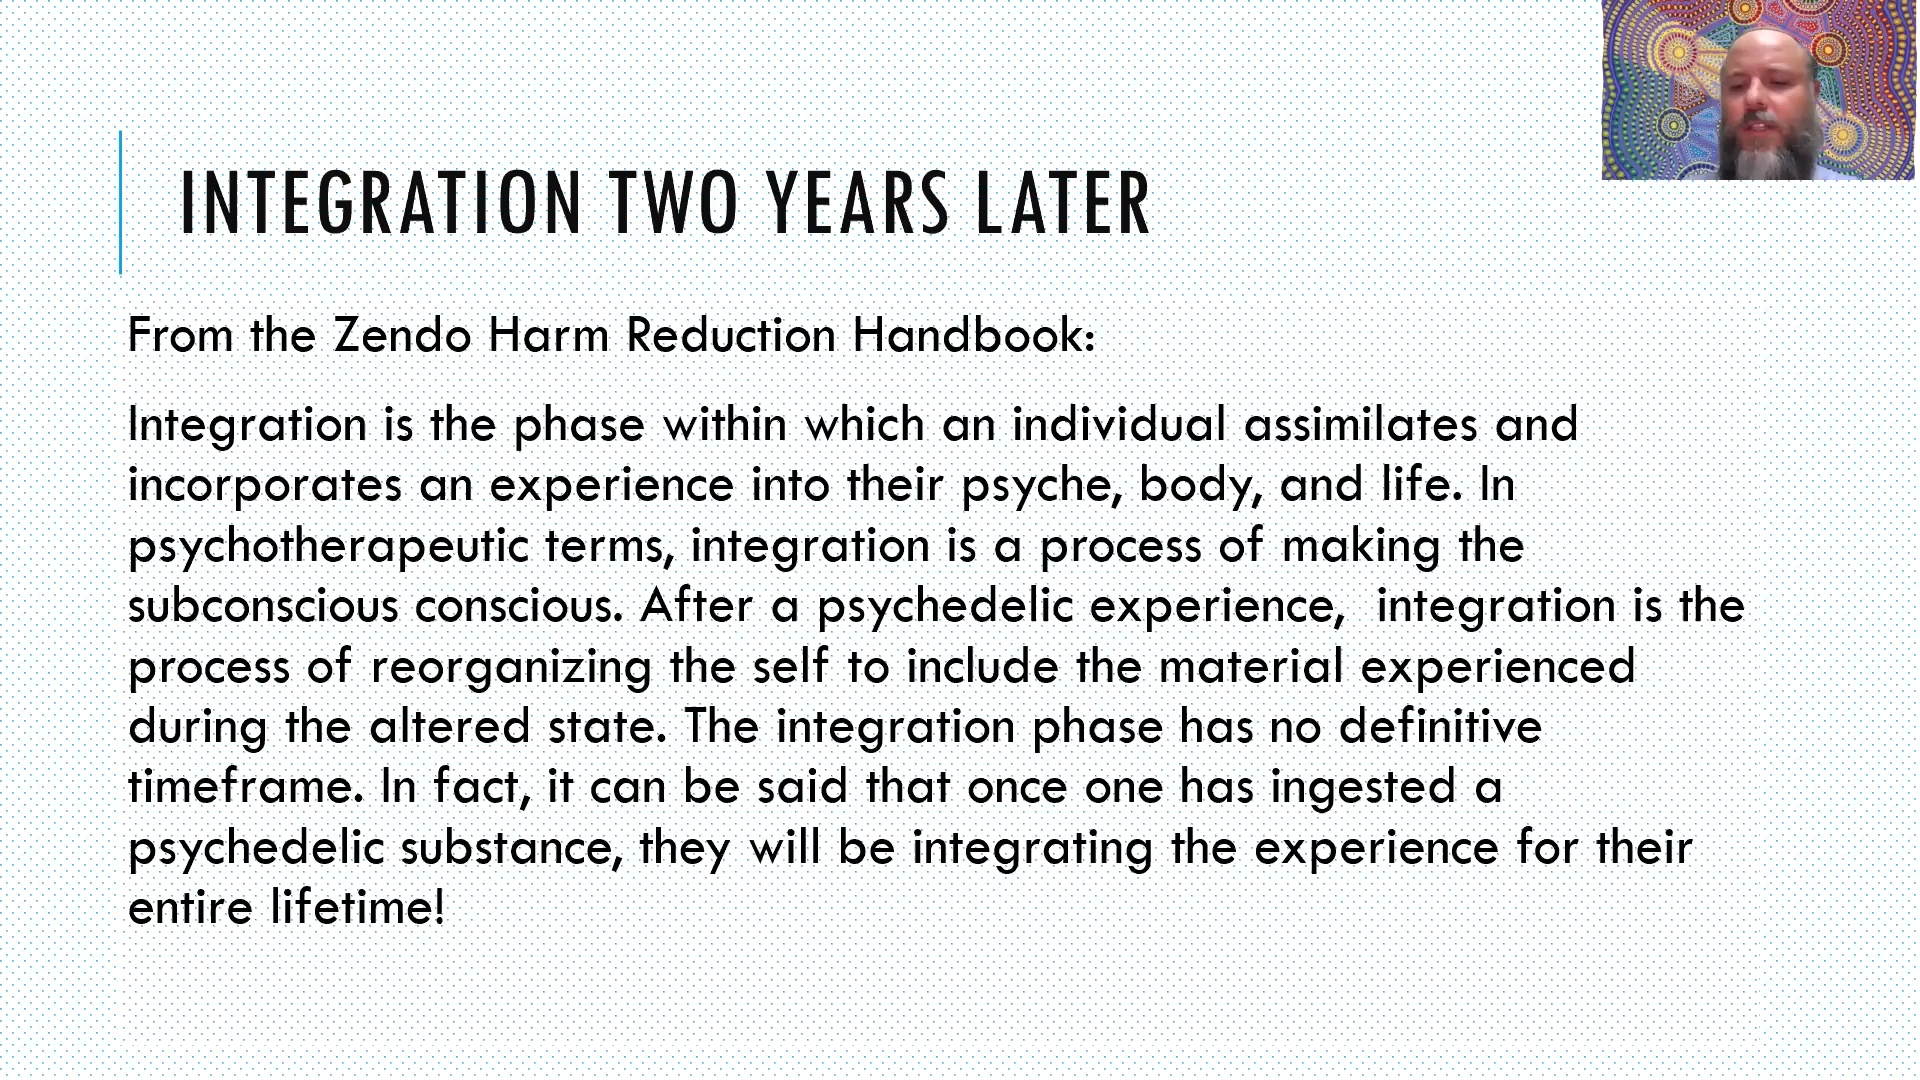 INTEGRATION TWO YEARS LATER
From the Zendo Harm Reduction Handbook:
Integration is the phase within which an individual assimilates and
incorporates an experience into their psyche, body, and life. In
psychotherapeutic terms, integration is a process of making the
subconscious conscious. After a psychedelic experience,  integration is the
process of reorganizing the self to include the material experienced
during the altered state. The integration phase has no definitive
timeframe. In fact, it can be said that once one has ingested a
psychedelic substance, they will be integrating the experience for their
entire lifetime!